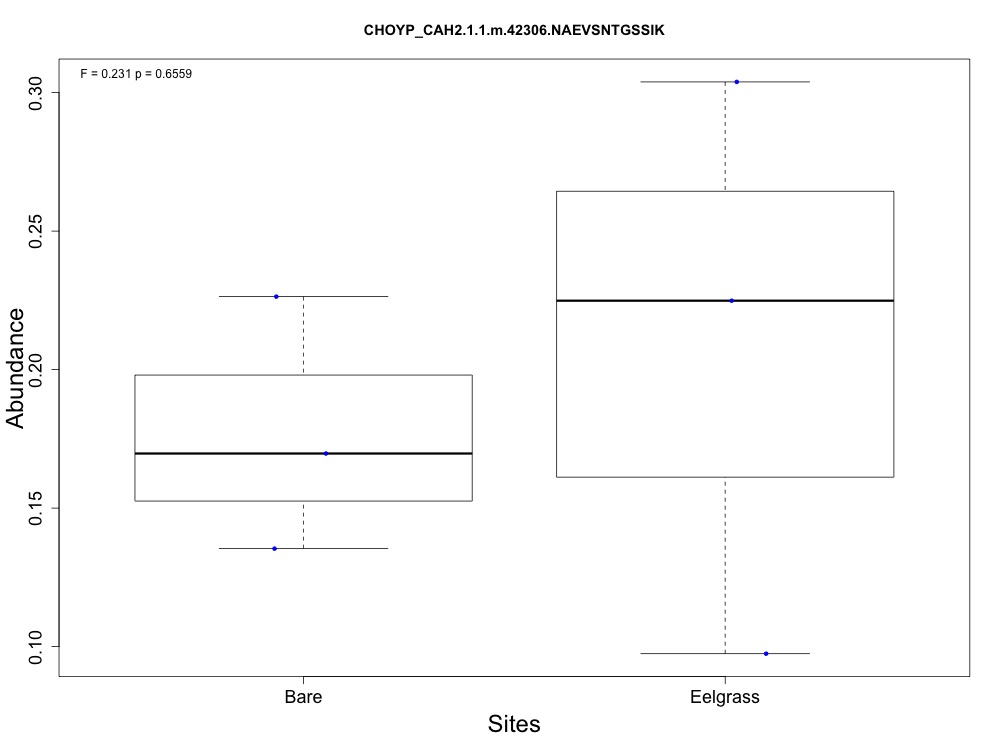 CHOYP_CAH2.1.1.m.42306.NAEVSNTGSSIK
F = 0.231 p = 0.6559
0.30
0.25
0.20
0.15
0.10
Abundance
Bare
Eelgrass
Sites